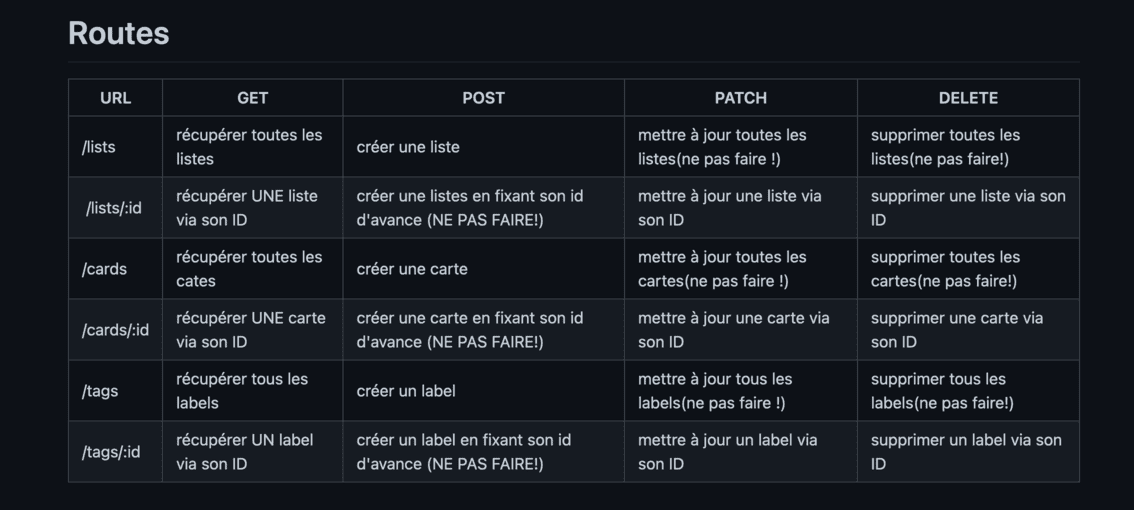 Routes
URL GET POST PATCH DELETE
/lists récupérer toutes les listes créer une liste mettre à jour toutes les listes(ne pas faire !) supprimer toutes les listes(ne pas faire!)
/lists/:id récupérer UNE liste via son ID créer une listes en fixant son id d'avance (NE PAS FAIRE!) mettre à jour une liste via son ID supprimer une liste via son ID
/cards récupérer toutes les cates créer une carte mettre à jour toutes les cartes(ne pas faire !) supprimer toutes les cartes(ne pas faire!)
/cards/:id récupérer UNE carte via son ID créer une carte en fixant son id d'avance (NE PAS FAIRE!) mettre à jour une carte via son ID supprimer une carte via son ID
/tags récupérer tous les labels créer un label mettre à jour tous les labels(ne pas faire !) supprimer tous les labels(ne pas faire!)
/tags/:id récupérer UN label via son ID créer un label en fixant son id d'avance (NE PAS FAIRE!) mettre à jour un label via son ID supprimer un label via son ID